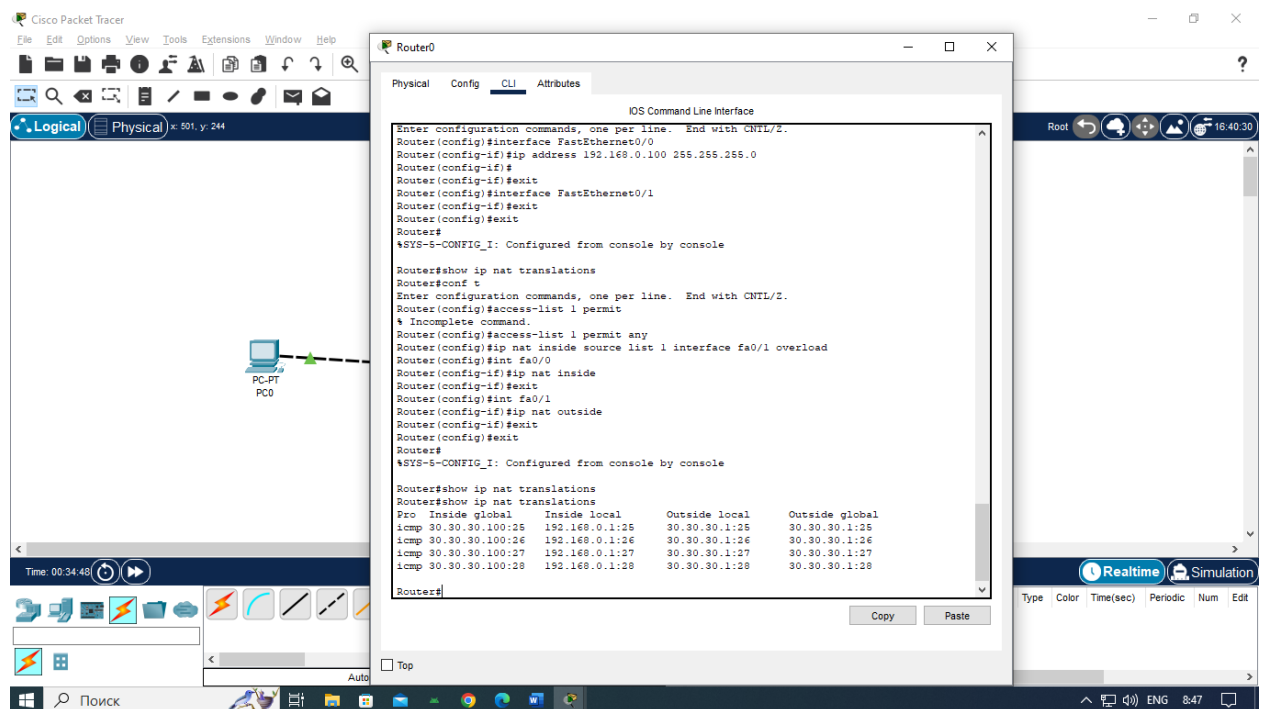 Cisco Packet Tracer
File Edit Options View Tools Extensions Window Help
?
Logical Physical x: 501, y: 244
Root 16:40:30
PC-PT
PC0
Router0
Physical Config CLI Attributes
IOS Command Line Interface
Enter configuration commands, one per line. End with CNTL/Z.
Router(config)#interface FastEthernet0/0
Router(config-if)#ip address 192.168.0.100 255.255.255.0
Router(config-if)#
Router(config-if)#exit
Router(config)#interface FastEthernet0/1
Router(config-if)#exit
Router(config)#exit
Router#
%SYS-5-CONFIG_I: Configured from console by console
Router#show ip nat translations
Router#conf t
Enter configuration commands, one per line. End with CNTL/Z.
Router(config)#access-list 1 permit
% Incomplete command.
Router(config)#access-list 1 permit any
Router(config)#ip nat inside source list 1 interface fa0/1 overload
Router(config)#int fa0/0
Router(config-if)#ip nat inside
Router(config-if)#exit
Router(config)#int fa0/1
Router(config-if)#ip nat outside
Router(config-if)#exit
Router(config)#exit
Router#
%SYS-5-CONFIG_I: Configured from console by console
Router#show ip nat translations
Router#show ip nat translations
Pro Inside global Inside local Outside local Outside global
icmp 30.30.30.100:25 192.168.0.1:25 30.30.30.1:25 30.30.30.1:25
icmp 30.30.30.100:26 192.168.0.1:26 30.30.30.1:26 30.30.30.1:26
icmp 30.30.30.100:27 192.168.0.1:27 30.30.30.1:27 30.30.30.1:27
icmp 30.30.30.100:28 192.168.0.1:28 30.30.30.1:28 30.30.30.1:28
Router#
Copy Paste
Top
Time: 00:34:48
Realtime Simulation
Type Color Time(sec) Periodic Num Edit
Auto
Поиск
ENG 8:47